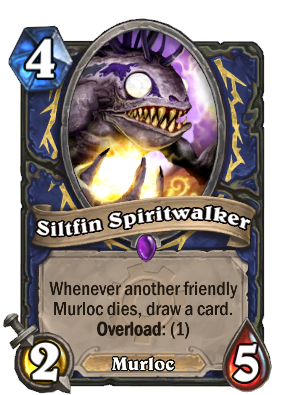 4
Siltfin Spiritwalker
Whenever another friendly
Murloc dies, draw a card.
Overload: (1)
2
Murloc
5